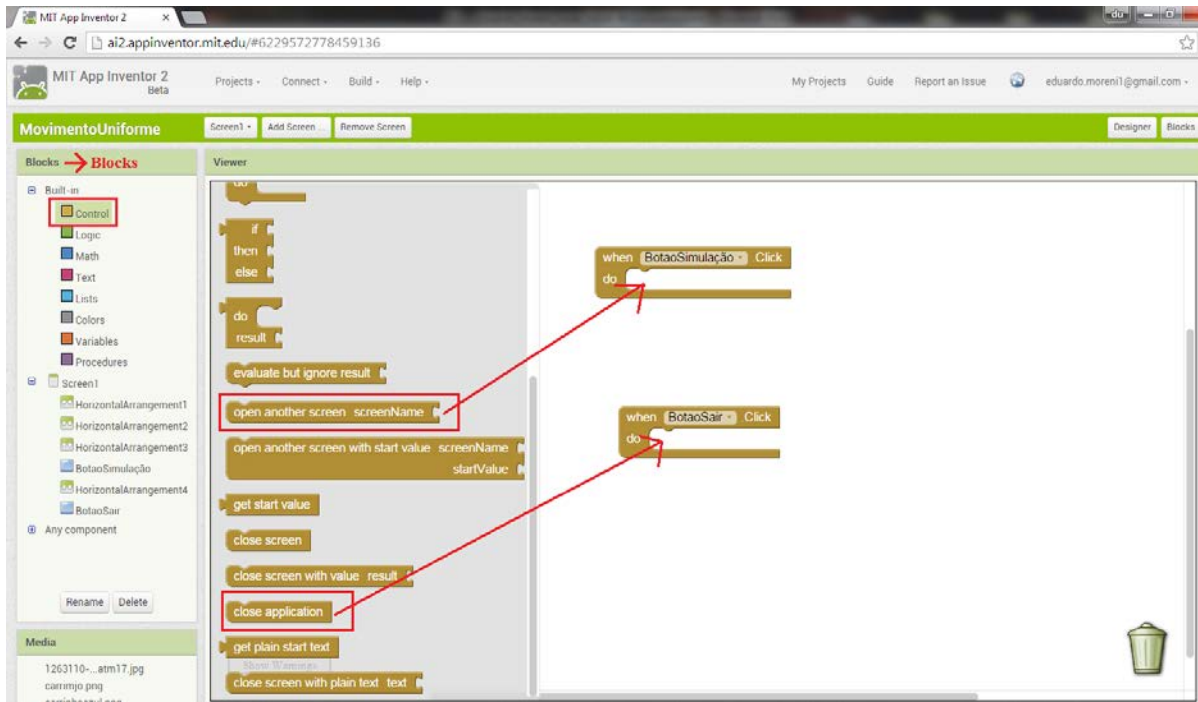 MIT App Inventor 2
du
ai2.appinventor.mit.edu/#6229572778459136
MIT App Inventor 2
Beta
Projects
Connect
Build
Help
My Projects
Guide
Report an Issue
eduardo.moreni1@gmail.com
MovimentoUniforme
Screen1
Add Screen ...
Remove Screen
Designer
Blocks
Blocks
Blocks
Viewer
Built-in
Control
Logic
Math
Text
Lists
Colors
Variables
Procedures
Screen1
HorizontalArrangement1
HorizontalArrangement2
HorizontalArrangement3
BotaoSimulação
HorizontalArrangement4
BotaoSair
Any component
Rename
Delete
Media
1263110-...atm17.jpg
do
if
then
else
do
result
evaluate but ignore result
open another screen screenName
open another screen with start value screenName
startValue
get start value
close screen
close screen with value result
close application
get plain start text
Show Warnings
close screen with plain text text
when BotaoSimulação Click
do
when BotaoSair Click
do